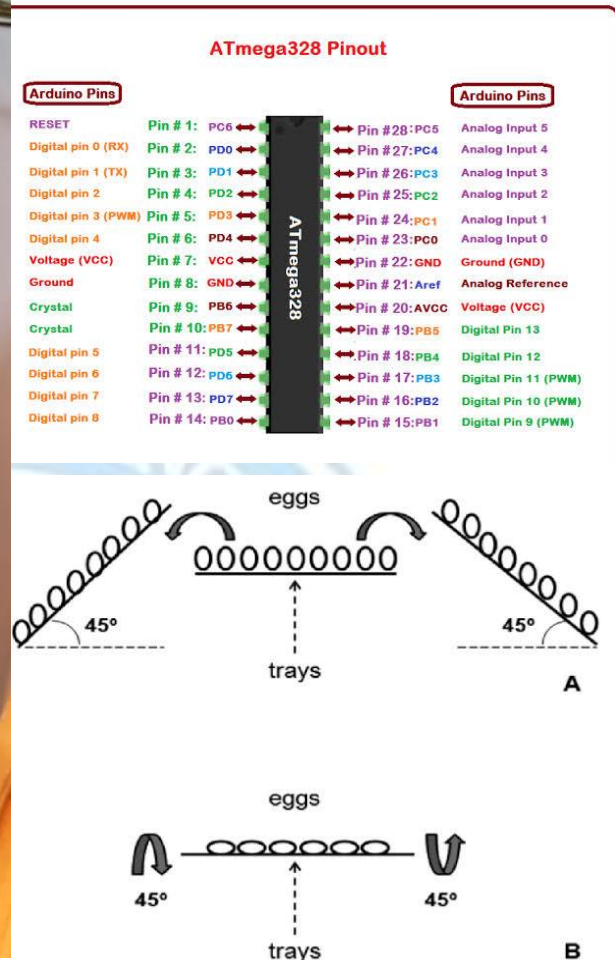 ATmega328 Pinout
Arduino Pins
Arduino Pins
RESET Pin # 1: PC6 Pin #28:PC5 Analog Input 5
Digital pin 0 (RX) Pin # 2: PD0 Pin #27: PC4 Analog Input 4
Digital pin 1 (TX) Pin # 3: PD1 Pin # 26:PC3 Analog Input 3
Digital pin 2 Pin # 4: PD2 Pin # 25:PC2 Analog Input 2
Digital pin 3 (PWM) Pin # 5: PD3 Pin # 24:PC1 Analog Input 1
Digital pin 4 Pin # 6: PD4 Pin # 23:PC0 Analog Input 0
Voltage (VCC) Pin # 7: VCC Pin # 22:GND Ground (GND)
Ground Pin # 8: GND Pin # 21: Aref Analog Reference
Crystal Pin # 9: PB6 Pin # 20: AVCC Voltage (VCC)
Crystal Pin # 10: PB7 Pin # 19: PB5 Digital Pin 13
Digital pin 5 Pin # 11: PD5 Pin # 18: PB4 Digital Pin 12
Digital pin 6 Pin # 12: PD6 Pin # 17: PB3 Digital Pin 11 (PWM)
Digital pin 7 Pin # 13: PD7 Pin # 16: PB2 Digital Pin 10 (PWM)
Digital pin 8 Pin # 14: PB0 Pin # 15:PB1 Digital Pin 9 (PWM)
ATmega328
eggs
45º 45º
trays
A
eggs
45º 45º
trays
B